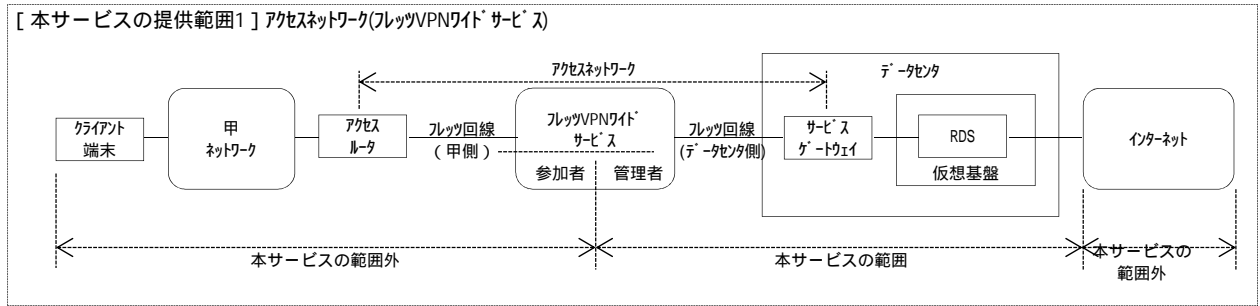 [ 本サービスの提供範囲1 ] ｱｸｾｽﾈｯﾄﾜｰｸ(ﾌﾚｯﾂVPNﾜｲﾄﾞｻｰﾋﾞｽ)
ｱｸｾｽﾈｯﾄﾜｰｸ
ﾃﾞｰﾀｾﾝﾀ
ｸﾗｲｱﾝﾄ
端末
甲
ﾈｯﾄﾜｰｸ
ｱｸｾｽ
ﾙｰﾀ
ﾌﾚｯﾂ回線
(甲側)
ﾌﾚｯﾂVPNﾜｲﾄﾞ
ｻｰﾋﾞｽ
参加者
管理者
ﾌﾚｯﾂ回線
(ﾃﾞｰﾀｾﾝﾀ側)
ｻｰﾋﾞｽ
ｹﾞｰﾄｳｪｲ
RDS
仮想基盤
ｲﾝﾀｰﾈｯﾄ
本サービスの範囲外
本サービスの範囲
本サービスの
範囲外